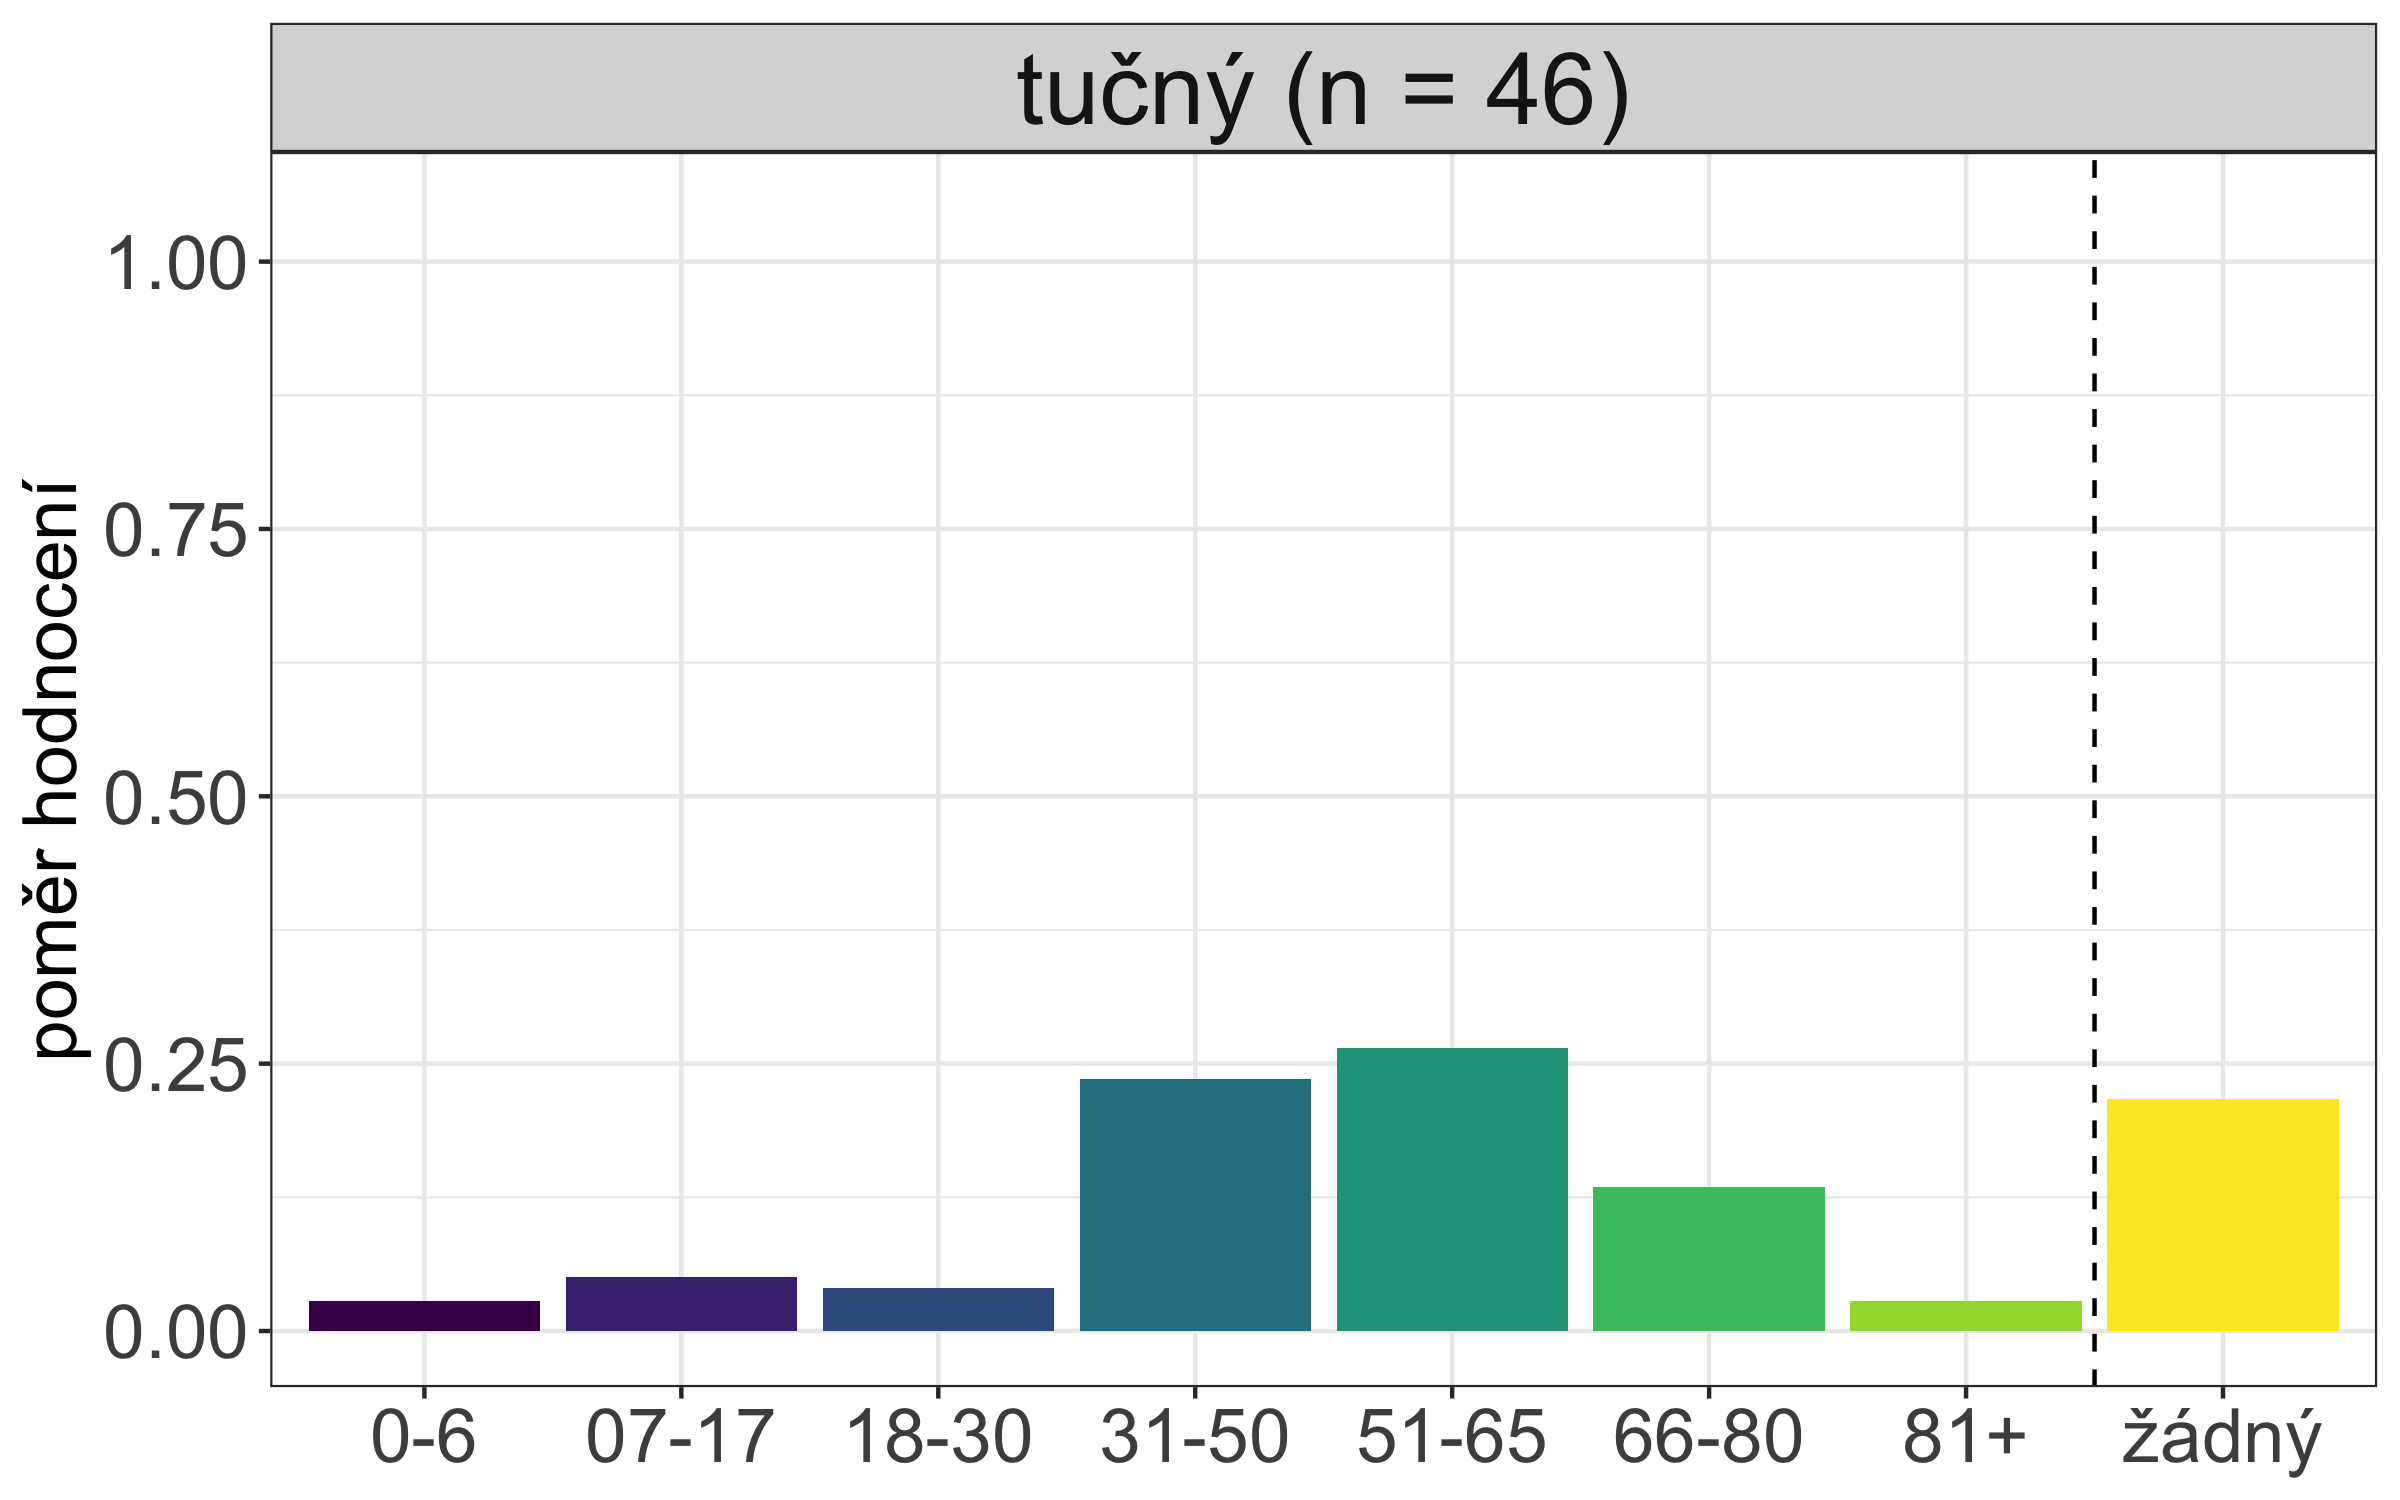 tučný (n = 46)
poměr hodnocení
1.00
0.75
0.50
0.25
0.00
0-6 07-17 18-30 31-50 51-65 66-80 81+ žádný